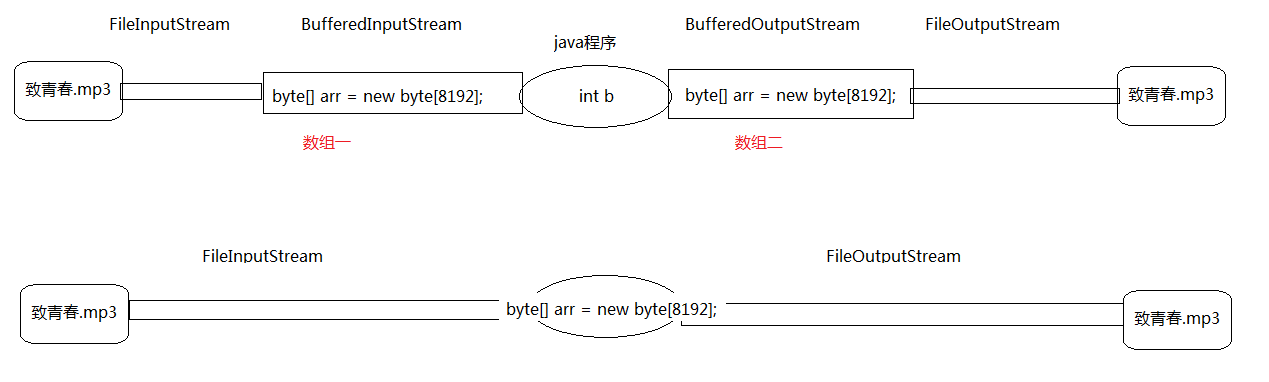 FileInputStream
BufferedInputStream
BufferedOutputStream
FileOutputStream
java程序
致青春.mp3
byte[] arr = new byte[8192];
int b
byte[] arr = new byte[8192];
致青春.mp3
数组一
数组二
FileInputStream
FileOutputStream
致青春.mp3
byte[] arr = new byte[8192];
致青春.mp3